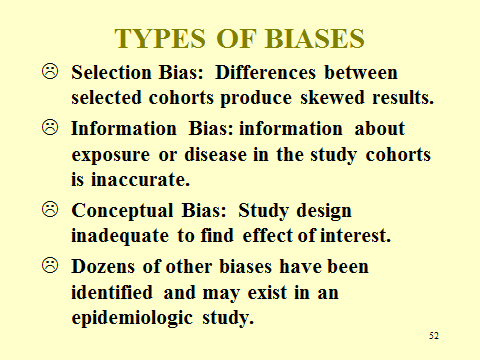 TYPES OF BIASES
☹ Selection Bias: Differences between
selected cohorts produce skewed results.
☹ Information Bias: information about
exposure or disease in the study cohorts
is inaccurate.
☹ Conceptual Bias: Study design
inadequate to find effect of interest.
☹ Dozens of other biases have been
identified and may exist in an
epidemiologic study.
52